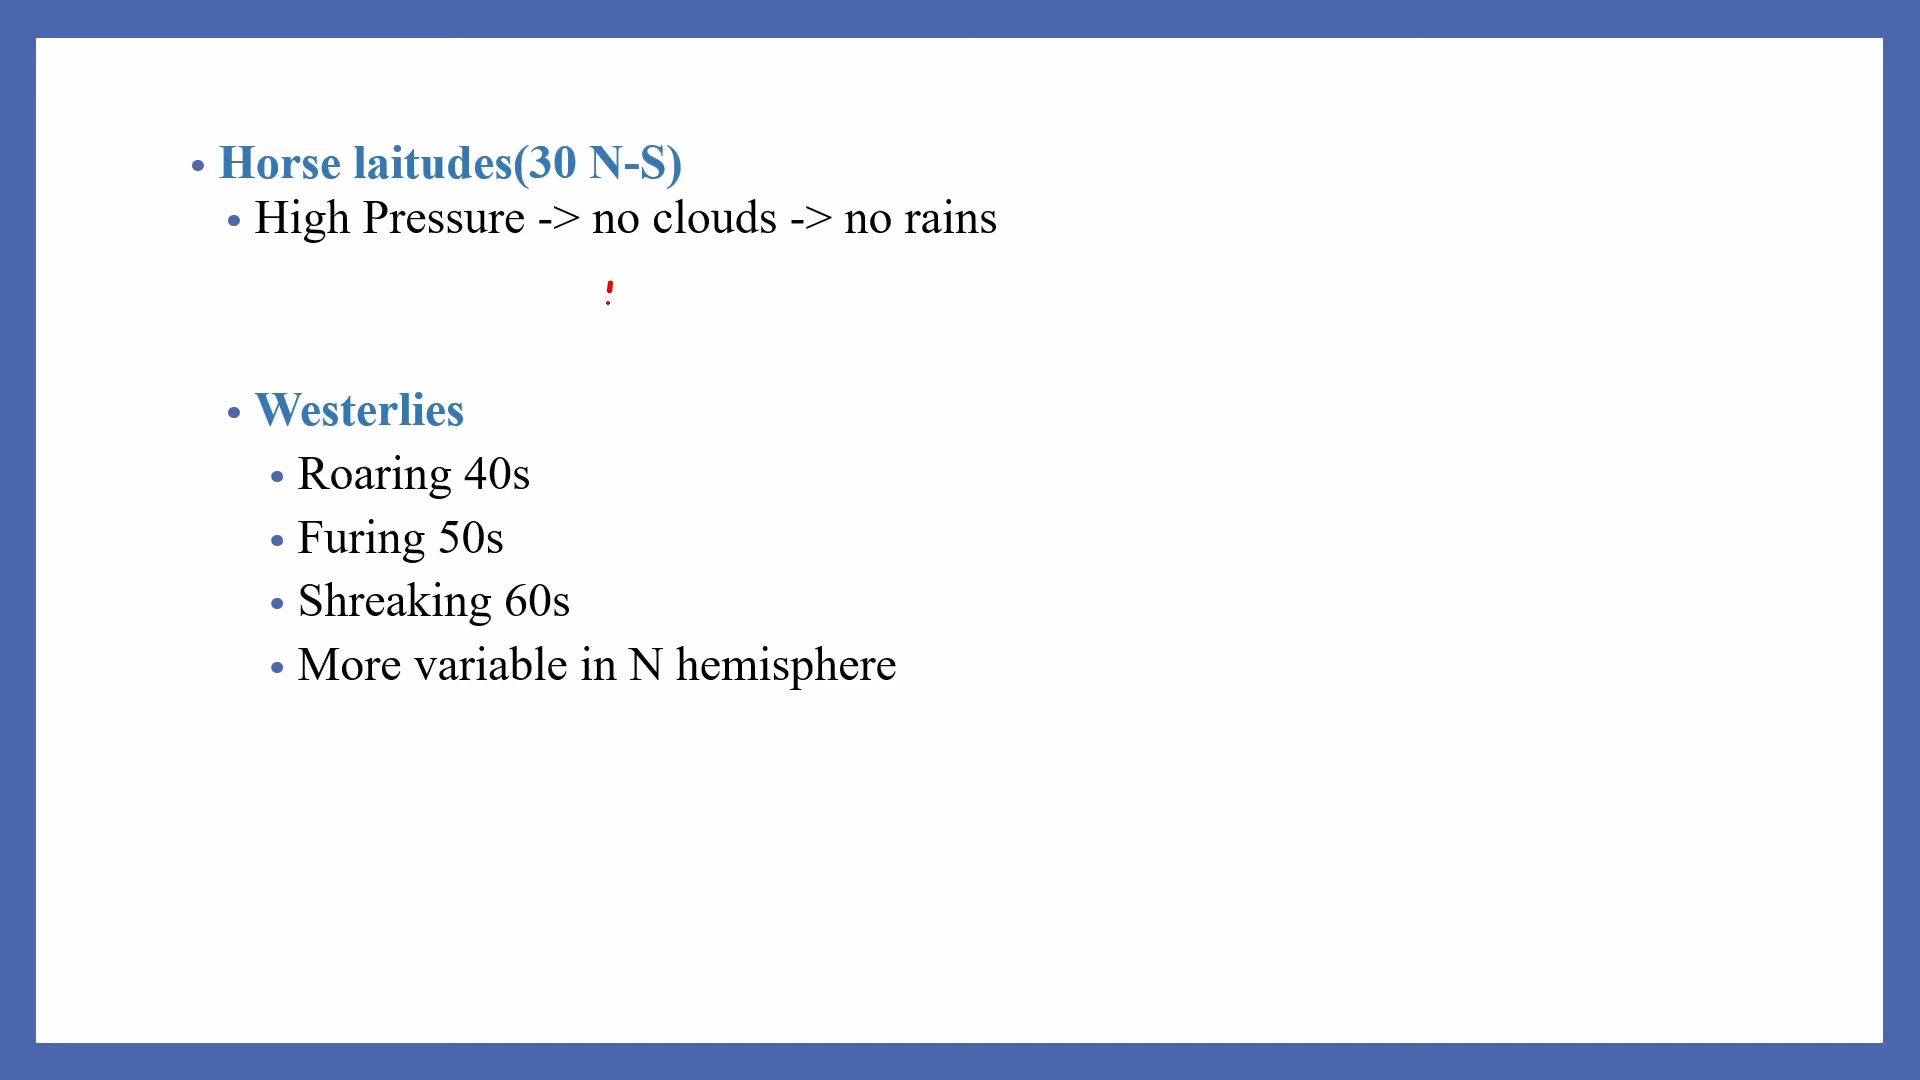 • Horse laitudes(30 N-S)
• High Pressure -> no clouds -> no rains
• Westerlies
• Roaring 40s
• Furing 50s
• Shreaking 60s
• More variable in N hemisphere